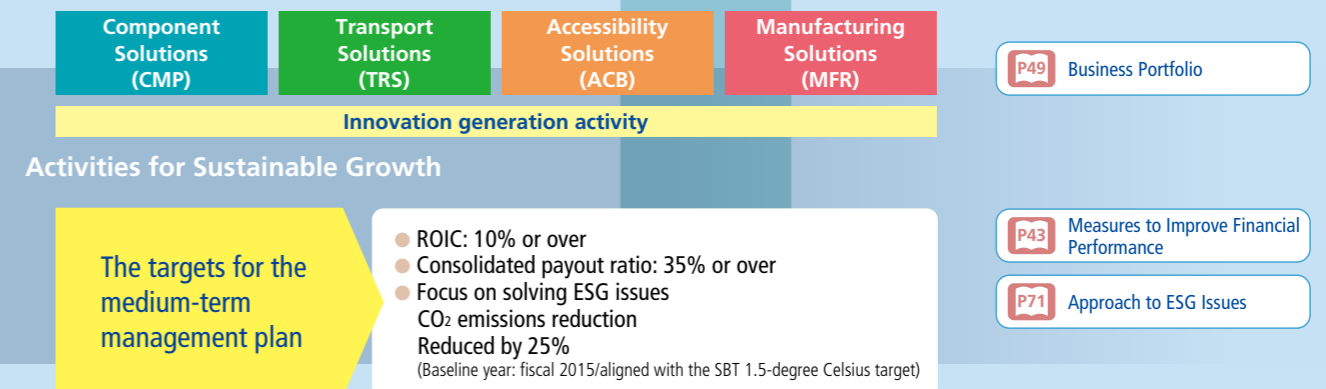 Component
Solutions
(CMP)
Transport
Solutions
(TRS)
Accessibility
Solutions
(ACB)
Manufacturing
Solutions
(MFR)
P49 Business Portfolio
Innovation generation activity
Activities for Sustainable Growth
The targets for the
medium-term
management plan
● ROIC: 10% or over
● Consolidated payout ratio: 35% or over
● Focus on solving ESG issues
CO2 emissions reduction
Reduced by 25%
(Baseline year: fiscal 2015/aligned with the SBT 1.5-degree Celsius target)
P43 Measures to Improve Financial
Performance
P71 Approach to ESG Issues